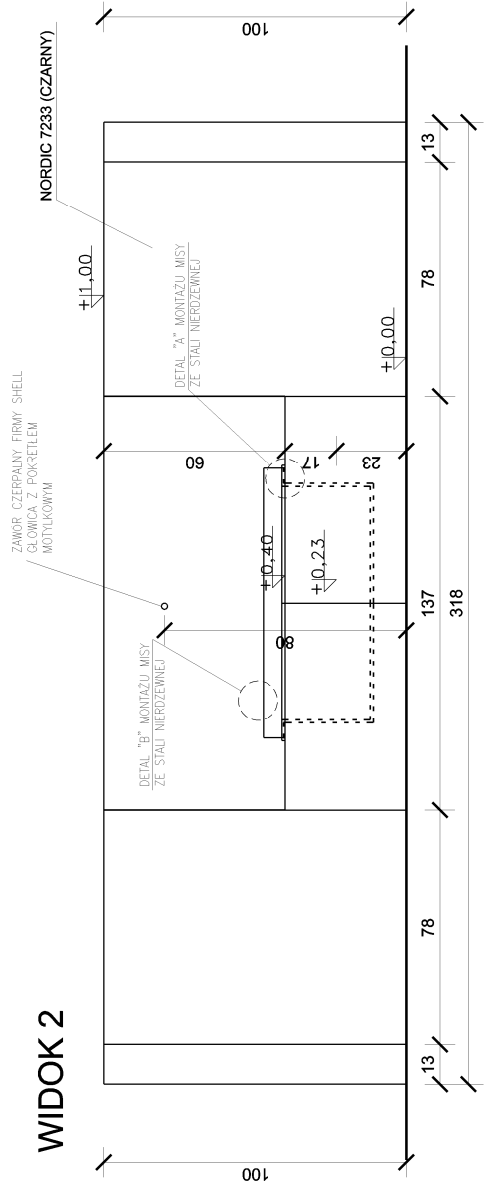 WIDOK 2
NORDIC 7233 (CZARNY)
ZAWÓR CZERPALNY FIRMY SHELL
GŁOWICA Z POKRĘTŁEM
MOTYLKOWYM
DETAL "B" MONTAŻU MISY
ZE STALI NIERDZEWNEJ
DETAL "A" MONTAŻU MISY
ZE STALI NIERDZEWNEJ
+1,00
+0,40
+0,23
+0,00
100
60
17
23
80
100
13
78
137
78
13
318